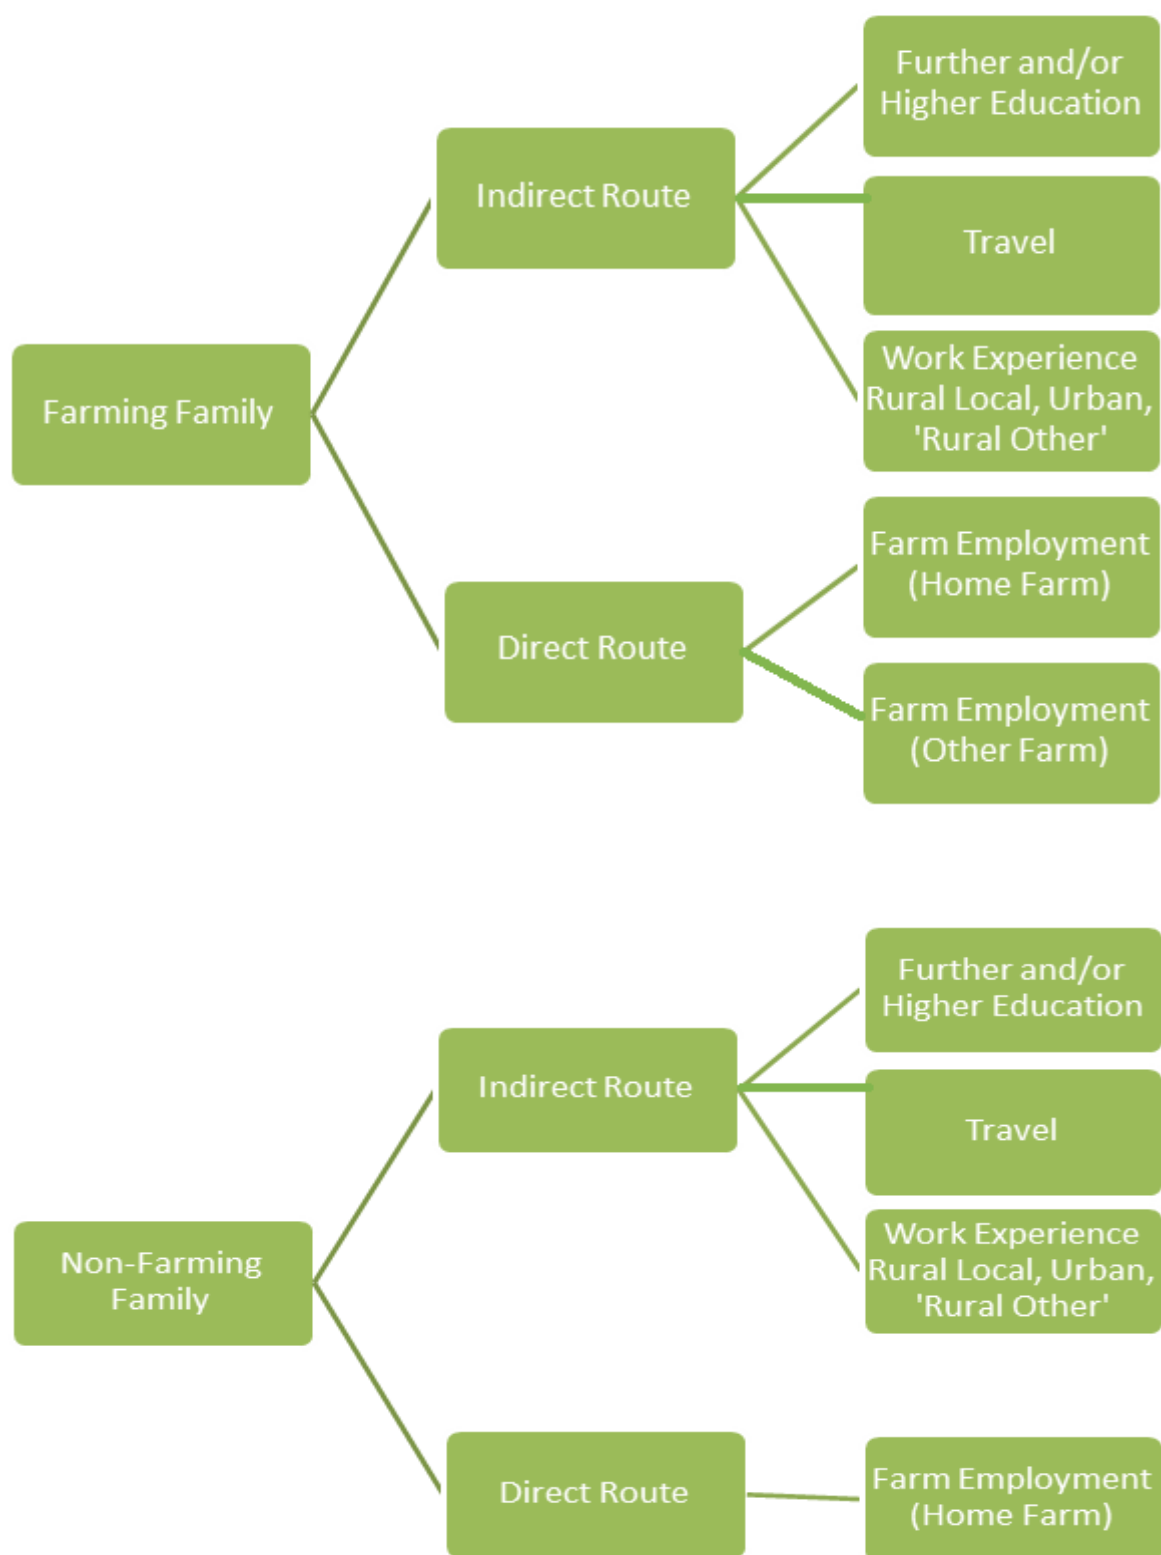 Farming Family
Indirect Route
Further and/or
Higher Education
Travel
Work Experience
Rural Local, Urban,
'Rural Other'
Direct Route
Farm Employment
(Home Farm)
Farm Employment
(Other Farm)
Non-Farming
Family
Indirect Route
Further and/or
Higher Education
Travel
Work Experience
Rural Local, Urban,
'Rural Other'
Direct Route
Farm Employment
(Home Farm)